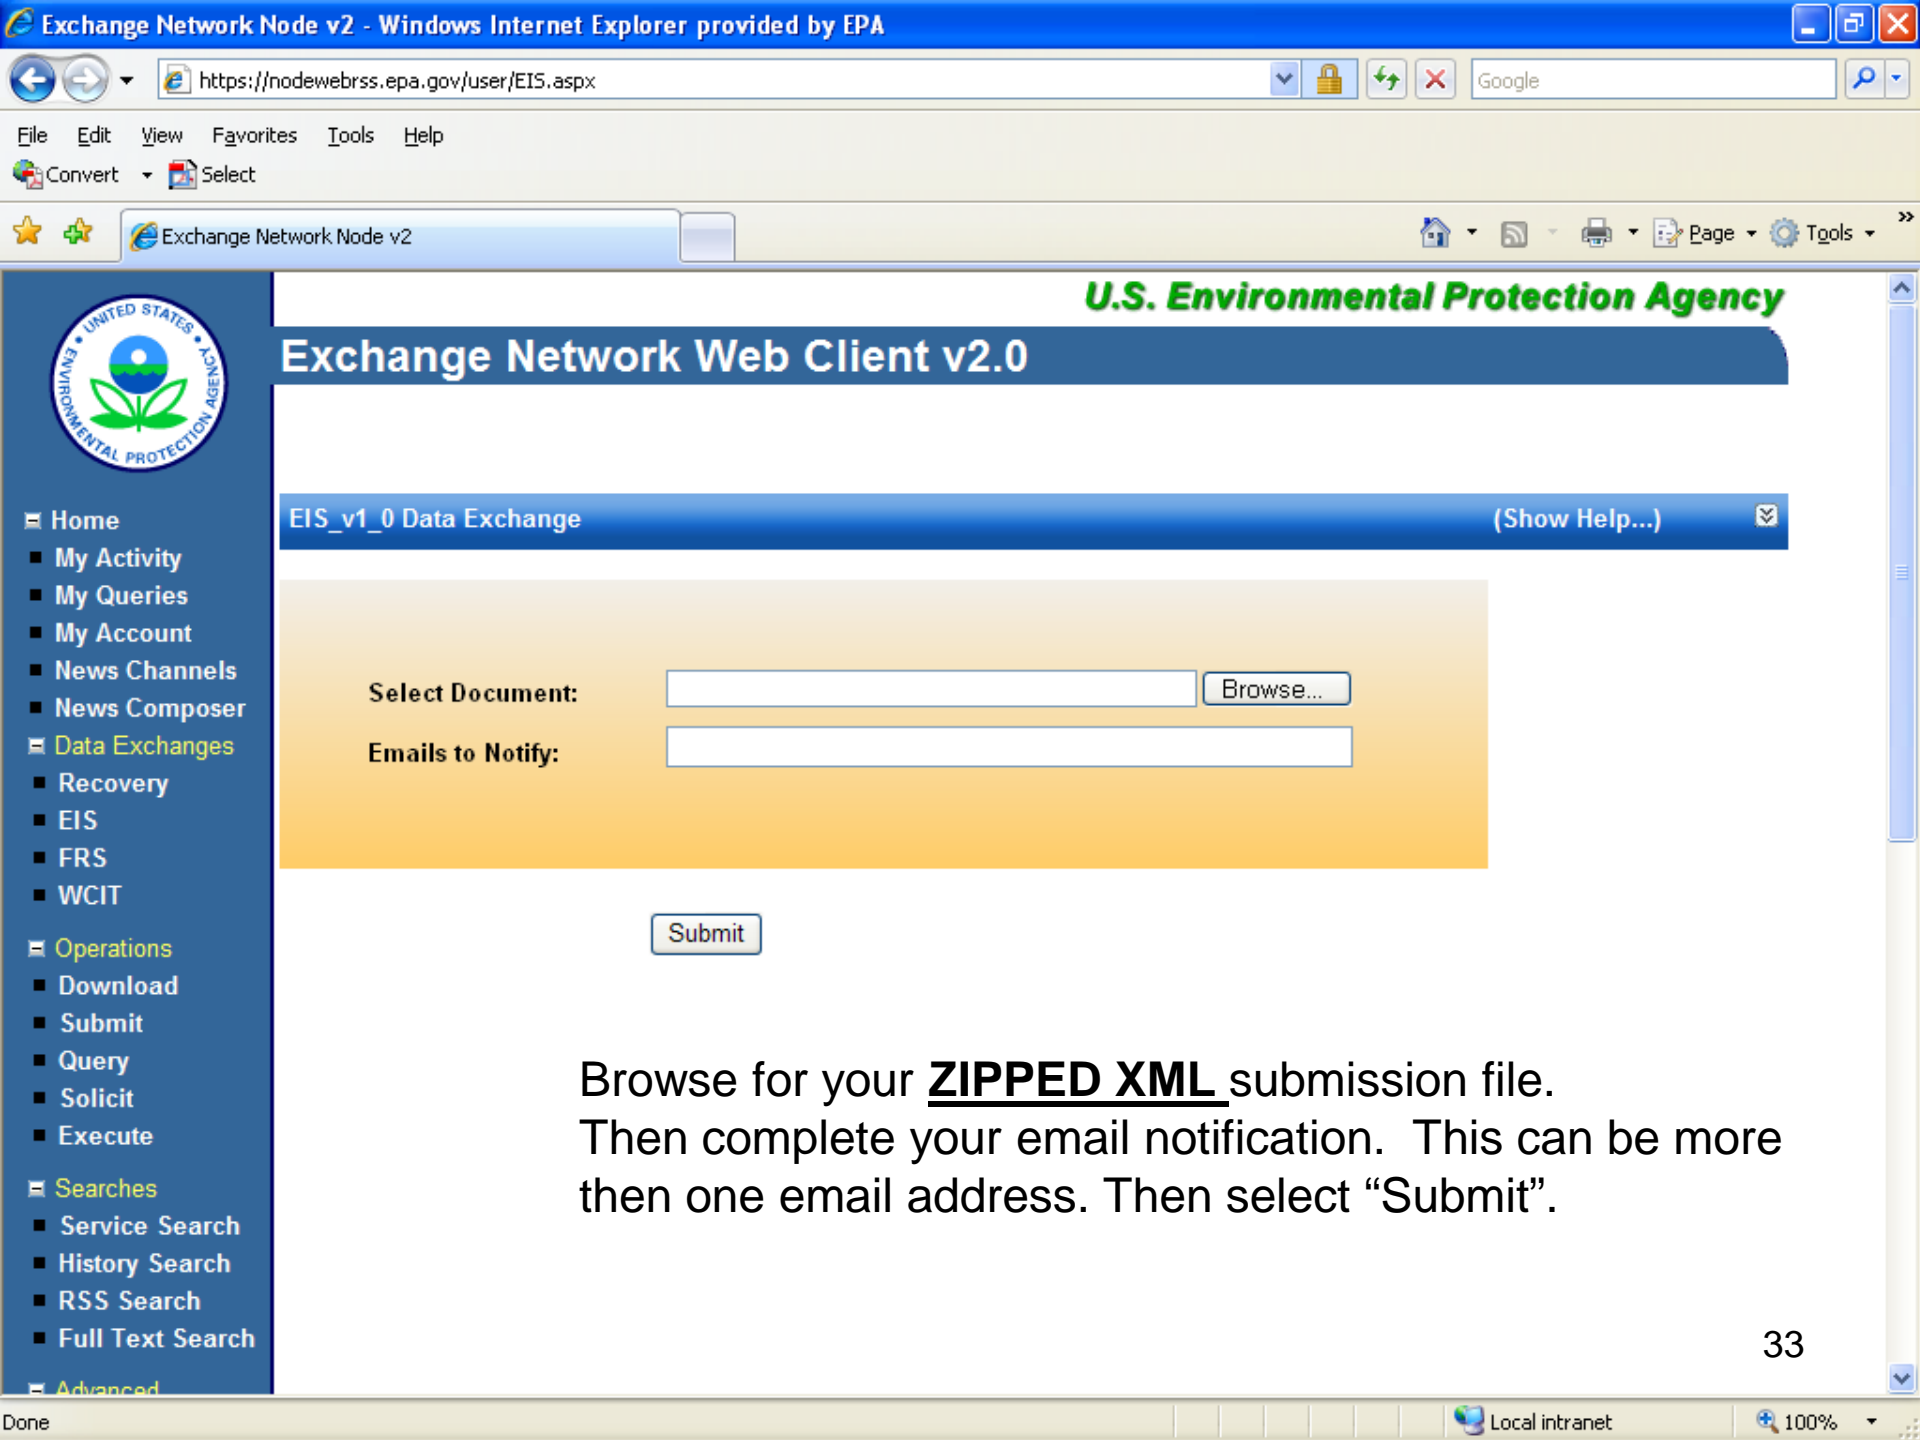 Exchange Network Node v2 - Windows Internet Explorer provided by EPA
https://nodewebrss.epa.gov/user/EIS.aspx
Google
File Edit View Favorites Tools Help
Convert Select
Exchange Network Node v2
Page Tools »
UNITED STATES • ENVIRONMENTAL PROTECTION AGENCY •
U.S. Environmental Protection Agency
Exchange Network Web Client v2.0
Home
My Activity
My Queries
My Account
News Channels
News Composer
Data Exchanges
Recovery
EIS
FRS
WCIT
Operations
Download
Submit
Query
Solicit
Execute
Searches
Service Search
History Search
RSS Search
Full Text Search
Advanced
EIS_v1_0 Data Exchange (Show Help...)
Select Document: Browse...
Emails to Notify:
Submit
Browse for your ZIPPED XML submission file.
Then complete your email notification. This can be more
then one email address. Then select “Submit”.
33
Done Local intranet 100%